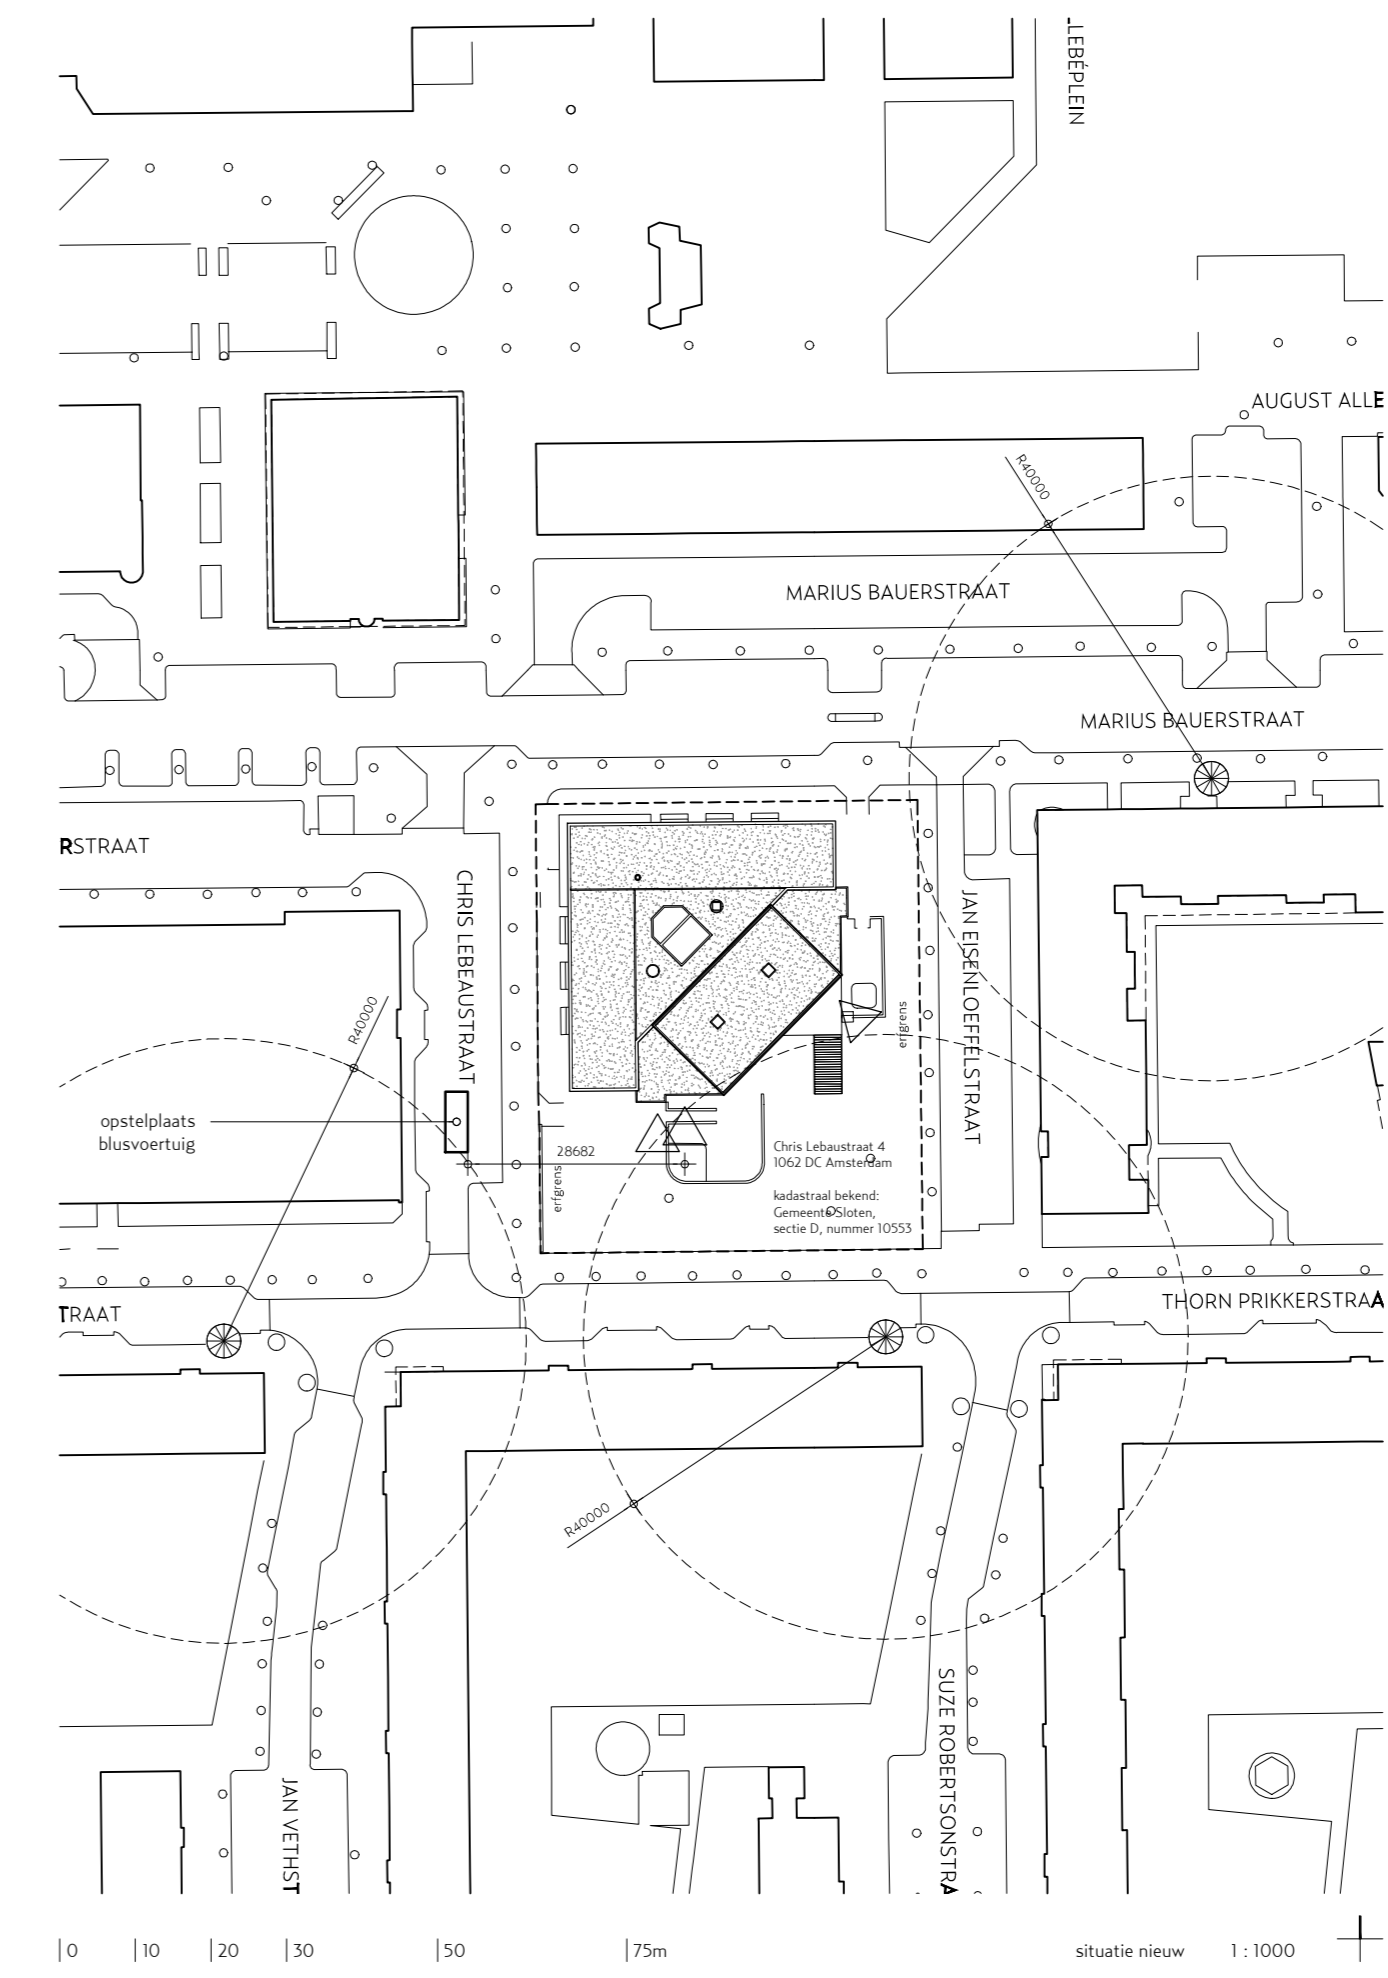 LLEBÉPLEIN
AUGUST ALLE
R40000
MARIUS BAUERSTRAAT
MARIUS BAUERSTRAAT
RSTRAAT
CHRIS LEBEAUSTRAAT
JAN EISENLOEFFELSTRAAT
R40000
erfgrens
opstelplaats
blusvoertuig
28682
erfgrens
Chris Lebaustraat 4
1062 DC Amsterdam
kadastraal bekend:
Gemeente Sloten,
sectie D, nummer 10553
TRAAT
THORN PRIKKERSTRAA
R40000
SUZE ROBERTSONSTRA
JAN VETHST
0 10 20 30 50 75m
situatie nieuw 1 : 1000